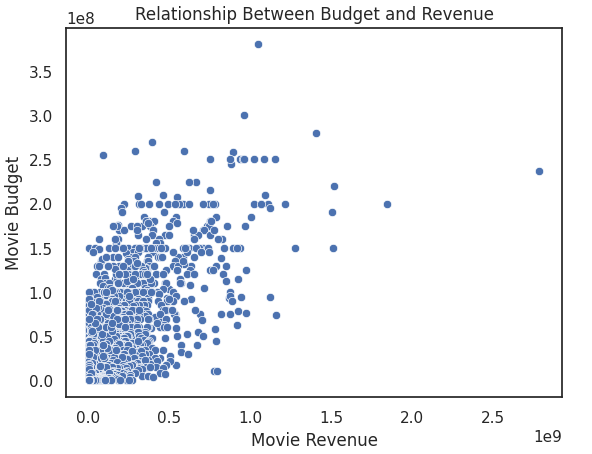 Relationship Between Budget and Revenue
1e8
3.5
3.0
2.5
2.0
1.5
1.0
0.5
0.0
Movie Budget
0.0 0.5 1.0 1.5 2.0 2.5
Movie Revenue
1e9